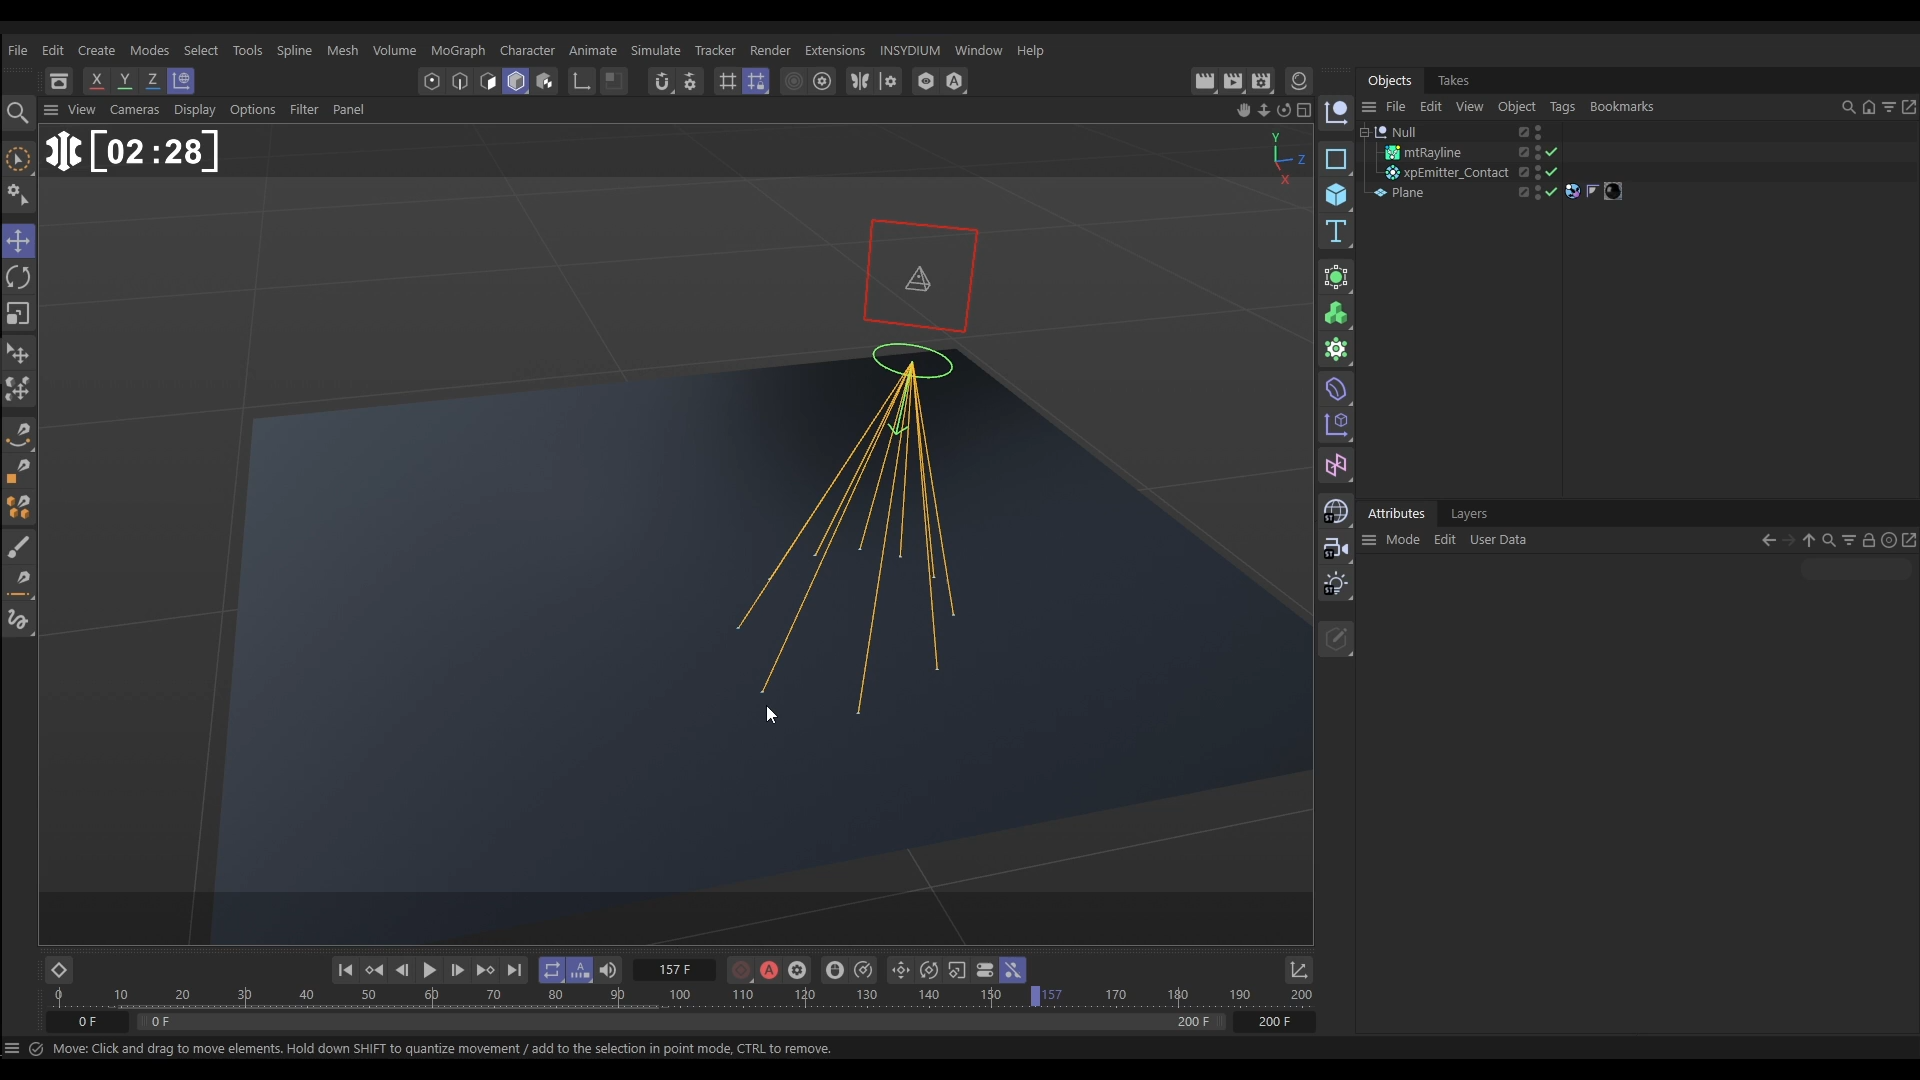 File Edit Create Modes Select Tools Spline Mesh Volume MoGraph Character Animate Simulate Tracker Render Extensions INSYDIUM Window Help
X Y Z
Objects Takes
View Cameras Display Options Filter Panel
File Edit View Object Tags Bookmarks
[02:28]
Y
Z
X
Null
mtRayline
xpEmitter_Contact
Plane
Attributes Layers
Mode Edit User Data
157 F
0 10 20 30 40 50 60 70 80 90 100 110 120 130 140 150 157 170 180 190 200
0 F 0 F 200 F 200 F
Move: Click and drag to move elements. Hold down SHIFT to quantize movement / add to the selection in point mode, CTRL to remove.